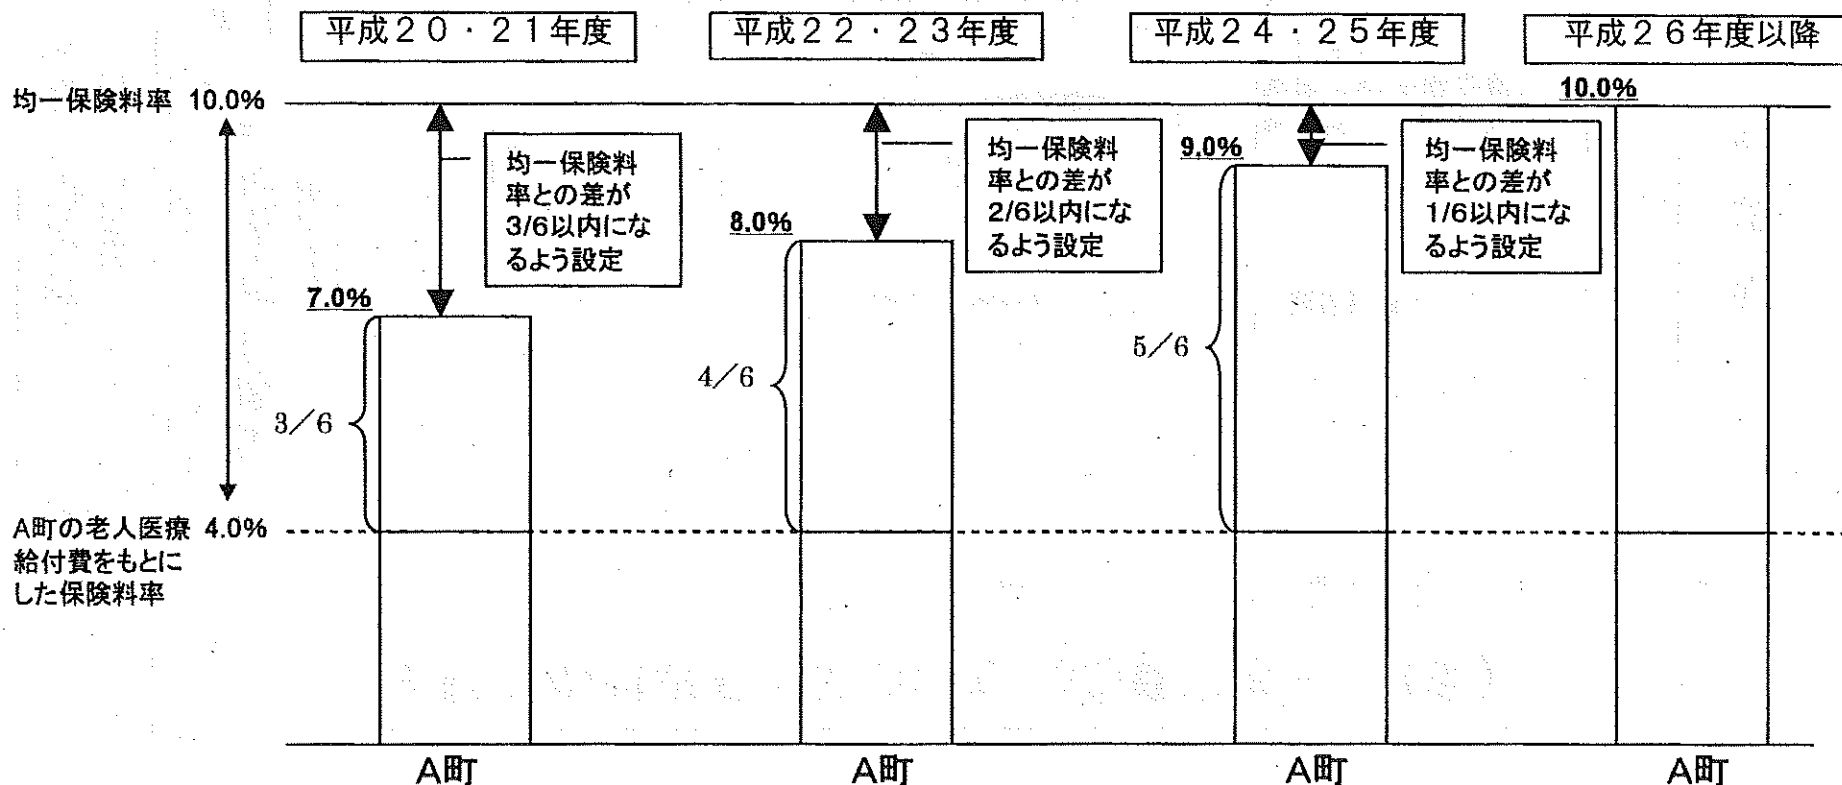 平成２０・２１年度
平成２２・２３年度
平成２４・２５年度
平成２６年度以降
均一保険料率 10.0%
10.0%
均一保険料
率との差が
3/6以内にな
るよう設定
均一保険料
率との差が
2/6以内にな
るよう設定
9.0%
均一保険料
率との差が
1/6以内にな
るよう設定
8.0%
7.0%
3／6
4／6
5／6
A町の老人医療 4.0%
給付費をもとに
した保険料率
A町
A町
A町
A町